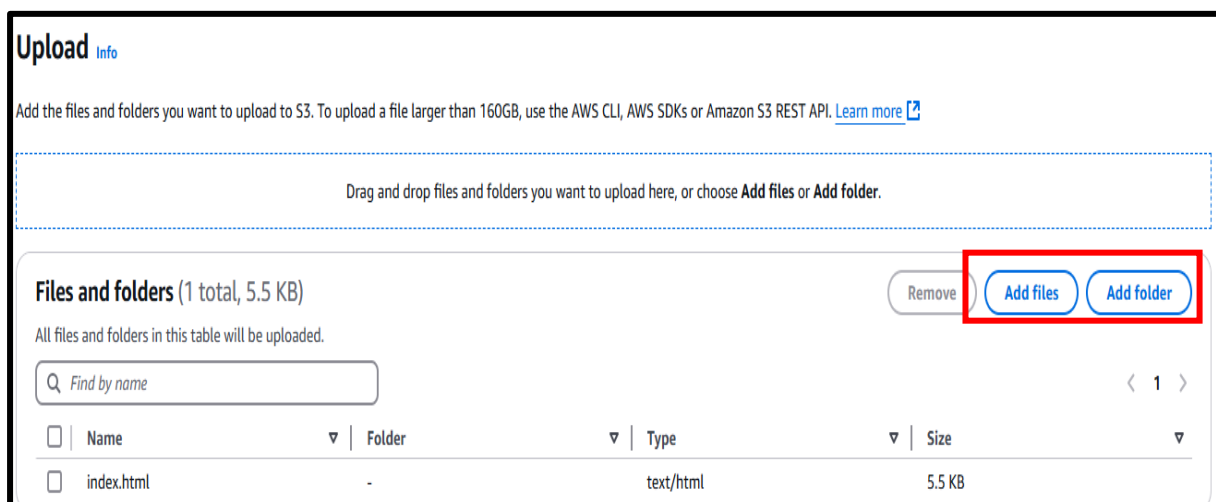 Upload Info
Add the files and folders you want to upload to S3. To upload a file larger than 160GB, use the AWS CLI, AWS SDKs or Amazon S3 REST API. Learn more
Drag and drop files and folders you want to upload here, or choose Add files or Add folder.
Files and folders (1 total, 5.5 KB)
Remove Add files Add folder
All files and folders in this table will be uploaded.
Find by name
1
Name Folder Type Size
index.html - text/html 5.5 KB